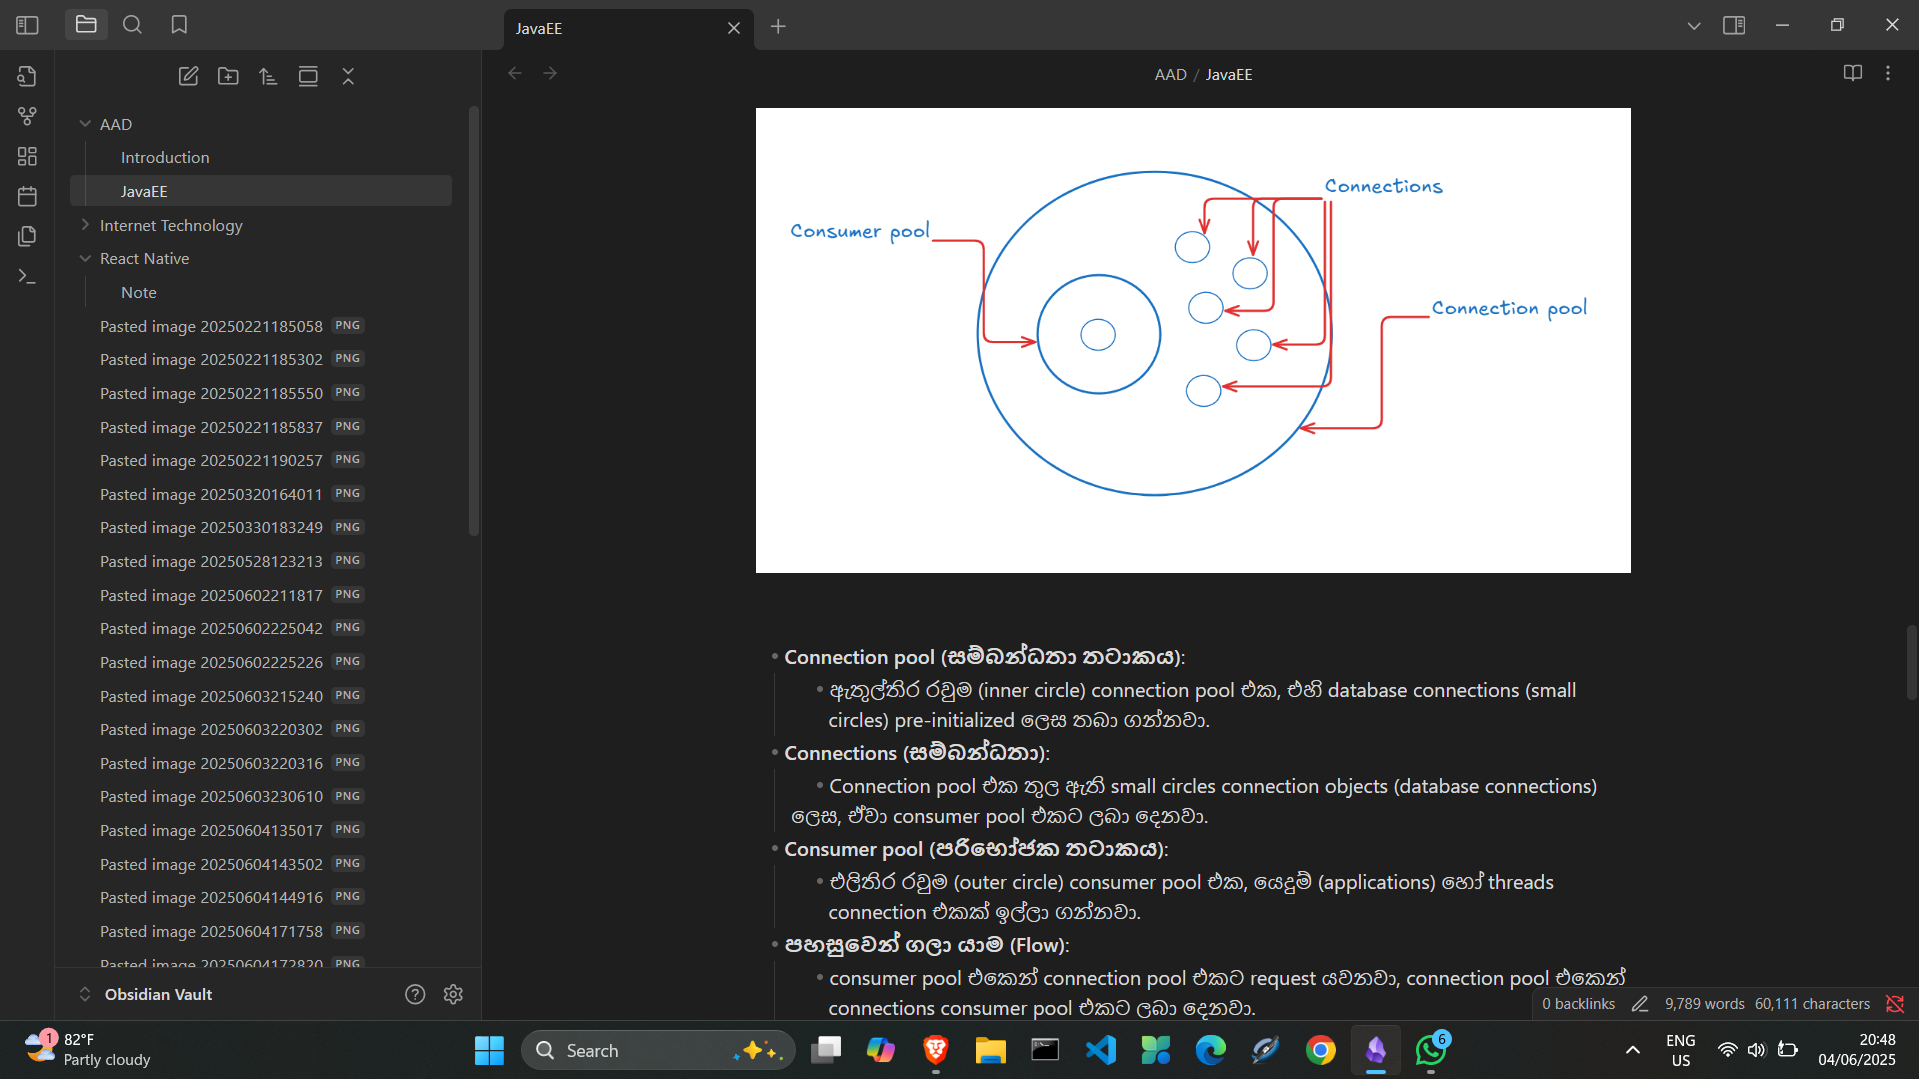 JavaEE
AAD / JavaEE
AAD
Introduction
JavaEE
Internet Technology
React Native
Note
Pasted image 20250221185058 PNG
Pasted image 20250221185302 PNG
Pasted image 20250221185550 PNG
Pasted image 20250221185837 PNG
Pasted image 20250221190257 PNG
Pasted image 20250320164011 PNG
Pasted image 20250330183249 PNG
Pasted image 20250528123213 PNG
Pasted image 20250602211817 PNG
Pasted image 20250602225042 PNG
Pasted image 20250602225226 PNG
Pasted image 20250603215240 PNG
Pasted image 20250603220302 PNG
Pasted image 20250603220316 PNG
Pasted image 20250603230610 PNG
Pasted image 20250604135017 PNG
Pasted image 20250604143502 PNG
Pasted image 20250604144916 PNG
Pasted image 20250604171758 PNG
Pasted image 20250604172820 PNG
Obsidian Vault
Connections
Consumer pool
Connection pool
Connection pool (සම්බන්ධතා තටාකය):
ඇතුල්තිර රවුම (inner circle) connection pool එක, එහි database connections (small
circles) pre-initialized ලෙස තබා ගන්නවා.
Connections (සම්බන්ධතා):
Connection pool එක තුල ඇති small circles connection objects (database connections)
ලෙස, ඒවා consumer pool එකට ලබා දෙනවා.
Consumer pool (පරිභෝජක තටාකය):
එලිතිර රවුම (outer circle) consumer pool එක, යෙදුම් (applications) හෝ threads
connection එකක් ඉල්ලා ගන්නවා.
පහසුවෙන් ගලා යාම (Flow):
consumer pool එකෙන් connection pool එකට request යවනවා, connection pool එකෙන්
connections consumer pool එකට ලබා දෙනවා.
0 backlinks 9,789 words 60,111 characters
1
82°F
Partly cloudy
Search
6
ENG
US
20:48
04/06/2025